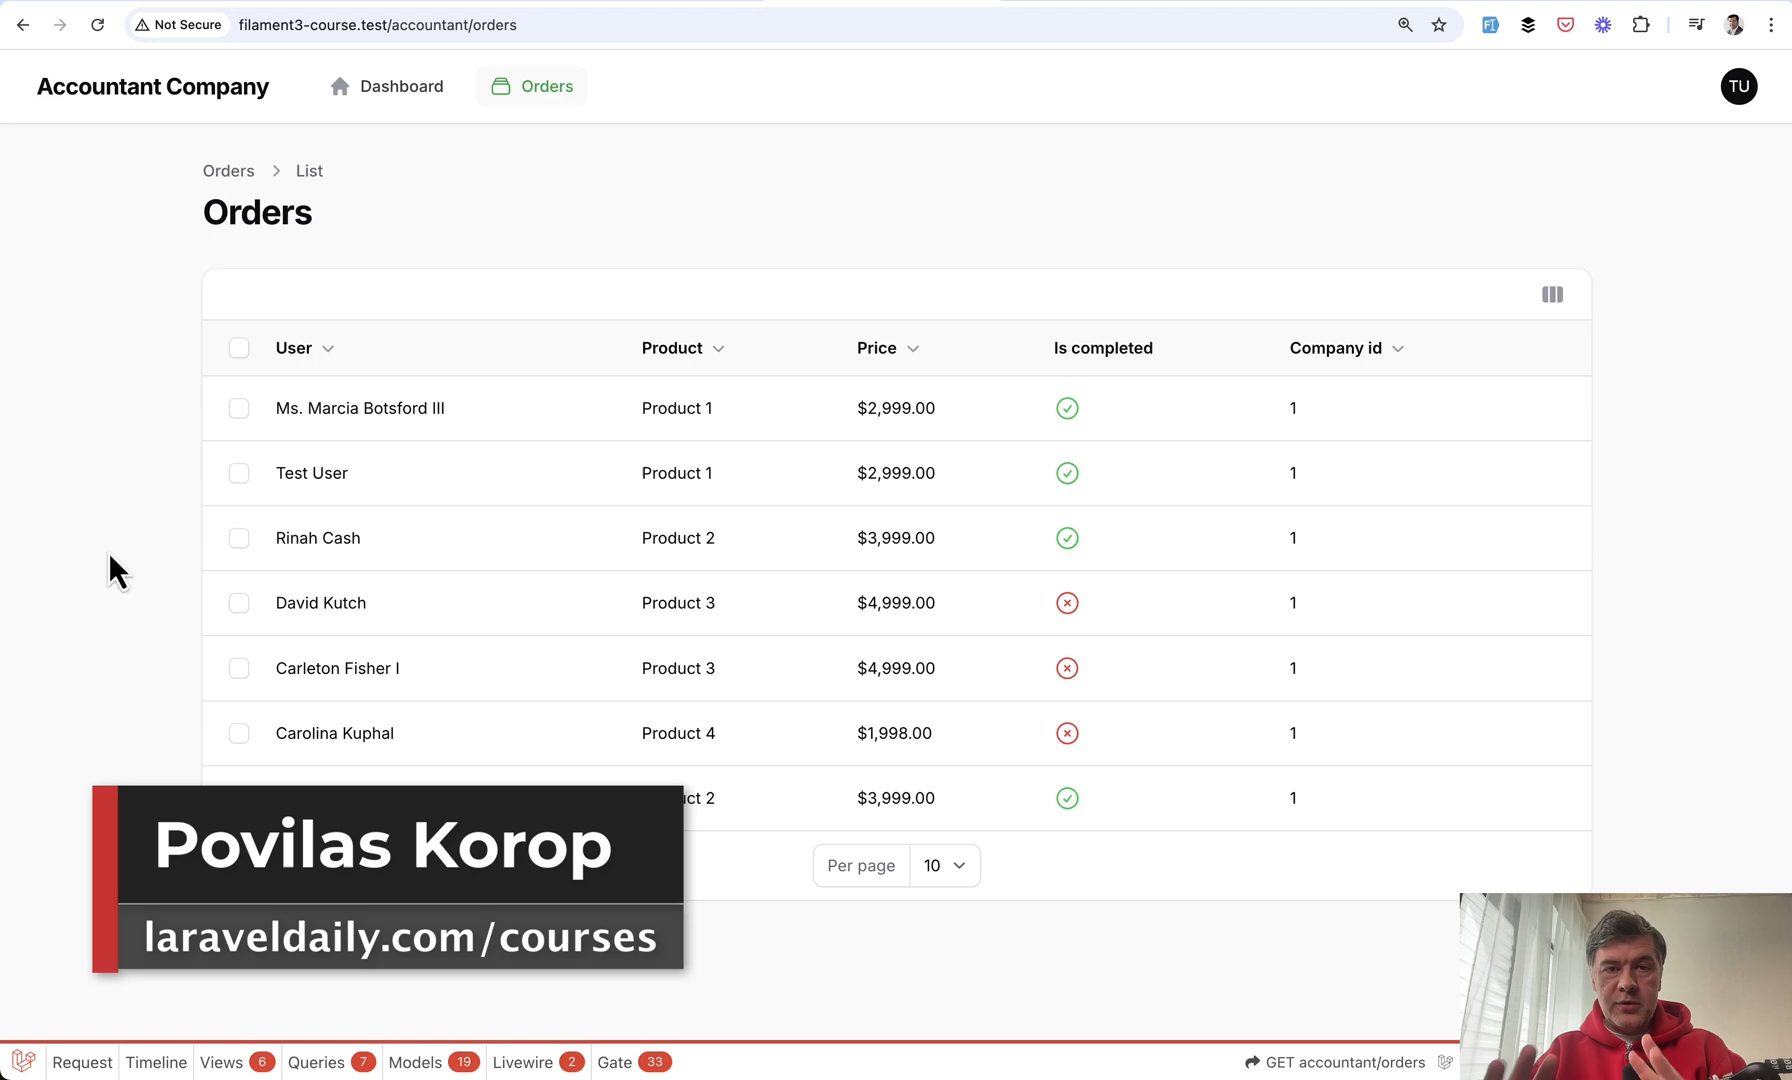 Not Secure filament3-course.test/accountant/orders
Accountant Company Dashboard Orders TU
Orders List
Orders
User Product Price Is completed Company id
Ms. Marcia Botsford III Product 1 $2,999.00 1
Test User Product 1 $2,999.00 1
Rinah Cash Product 2 $3,999.00 1
David Kutch Product 3 $4,999.00 1
Carleton Fisher I Product 3 $4,999.00 1
Carolina Kuphal Product 4 $1,998.00 1
uct 2 $3,999.00 1
Povilas Korop
Per page 10
laraveldaily.com/courses
Request Timeline Views 6 Queries 7 Models 19 Livewire 2 Gate 33 GET accountant/orders